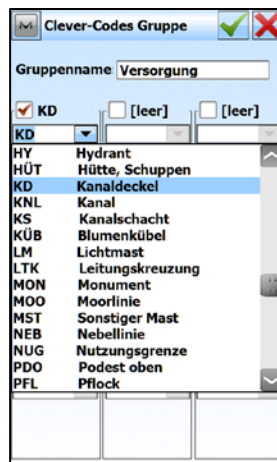 Clever-Codes Gruppe
Gruppenname Versorgung
KD [leer] [leer]
KD
HY Hydrant
HÜT Hütte, Schuppen
KD Kanaldeckel
KNL Kanal
KS Kanalschacht
KÜB Blumenkübel
LM Lichtmast
LTK Leitungskreuzung
MON Monument
MOO Moorlinie
MST Sonstiger Mast
NEB Nebellinie
NUG Nutzungsgrenze
PDO Podest oben
PFL Pflock